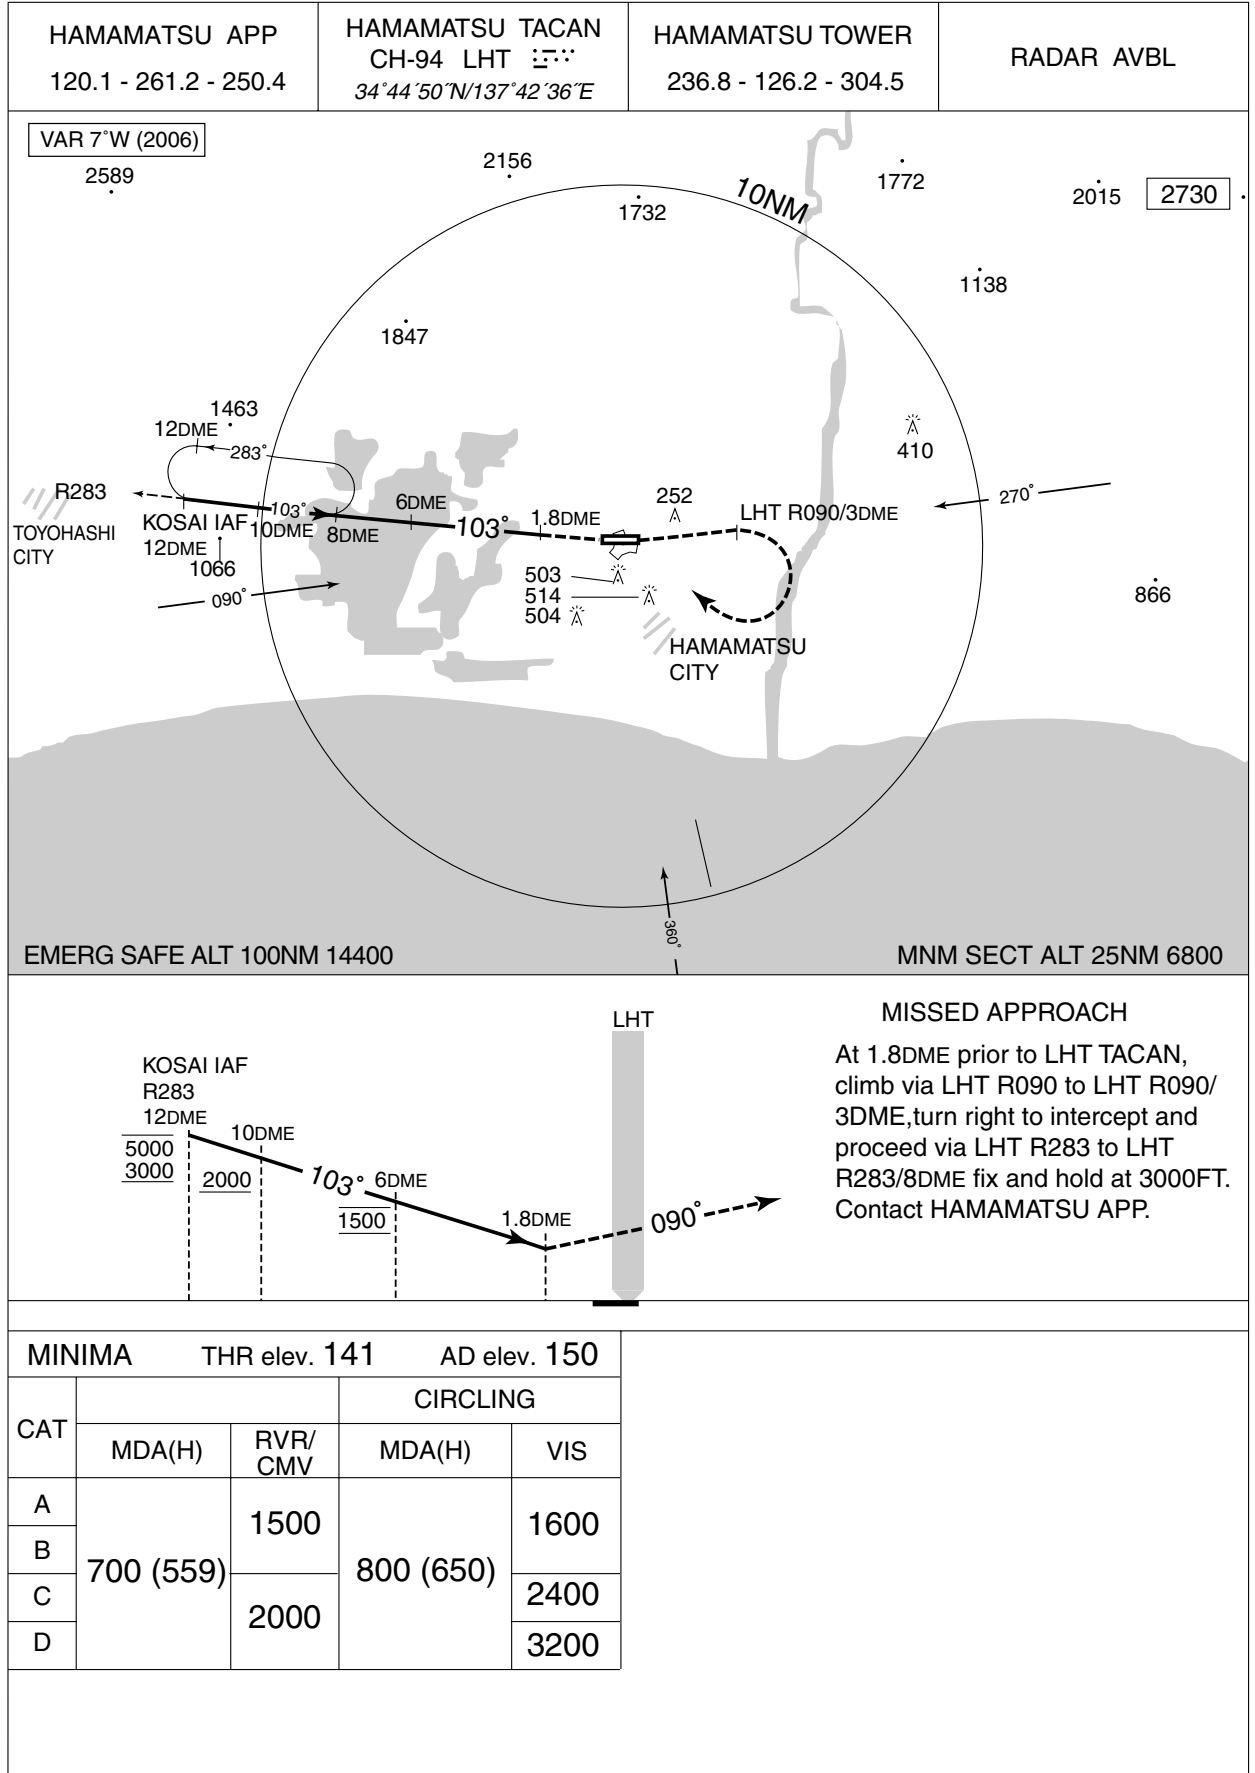 HAMAMATSU APP
120.1 - 261.2 - 250.4
HAMAMATSU TACAN
CH-94 LHT
34°44´50˝N/137°42´36˝E
HAMAMATSU TOWER
236.8 - 126.2 - 304.5
RADAR AVBL
VAR 7°W (2006)
2589
2156
1732
10NM
1772
2015
2730
1138
1847
1463
12DME
283°
410
R283
TOYOHASHI
CITY
KOSAI IAF
12DME
1066
10DME
103°
8DME
6DME
103°
1.8DME
252
LHT R090/3DME
270°
090°
503
514
504
866
HAMAMATSU
CITY
360°
EMERG SAFE ALT 100NM 14400
MNM SECT ALT 25NM 6800
LHT
KOSAI IAF
R283
12DME
5000
3000
10DME
2000
103°
6DME
1500
1.8DME
090°
MISSED APPROACH
At 1.8DME prior to LHT TACAN,
climb via LHT R090 to LHT R090/
3DME,turn right to intercept and
proceed via LHT R283 to LHT
R283/8DME fix and hold at 3000FT.
Contact HAMAMATSU APP.
MINIMA THR elev. 141 AD elev. 150
CAT
CIRCLING
MDA(H)
RVR/
CMV
MDA(H)
VIS
A
B
C
D
700 (559)
1500
2000
800 (650)
1600
2400
3200